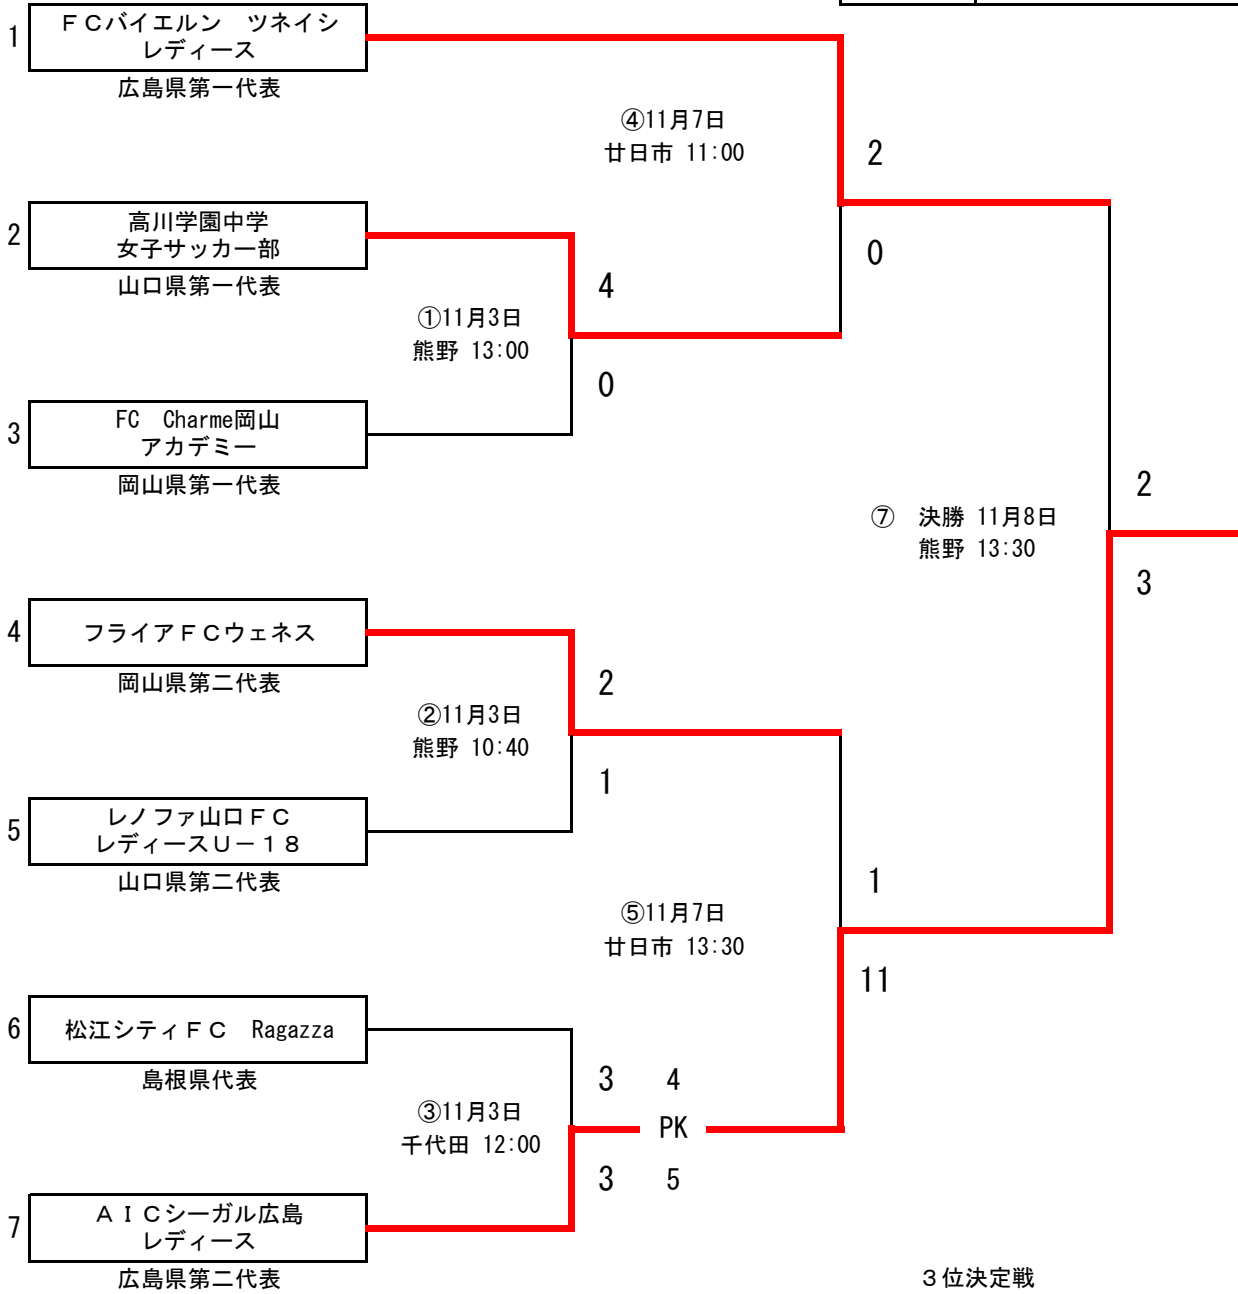 1
ＦＣバイエルン　ツネイシ
レディース
広島県第一代表
④11月7日
廿日市 11:00
2
0
2
高川学園中学
女子サッカー部
山口県第一代表
4
①11月3日
熊野 13:00
0
3
FC　Charme岡山
アカデミー
岡山県第一代表
2
⑦　決勝 11月8日
熊野 13:30
3
4
フライアＦＣウェネス
岡山県第二代表
2
②11月3日
熊野 10:40
1
5
レノファ山口ＦＣ
レディースＵ－１８
山口県第二代表
1
⑤11月7日
廿日市 13:30
11
6
松江シティＦＣ　Ragazza
島根県代表
3 4
③11月3日
千代田 12:00
PK
3 5
7
ＡＩＣシーガル広島
レディース
広島県第二代表
３位決定戦